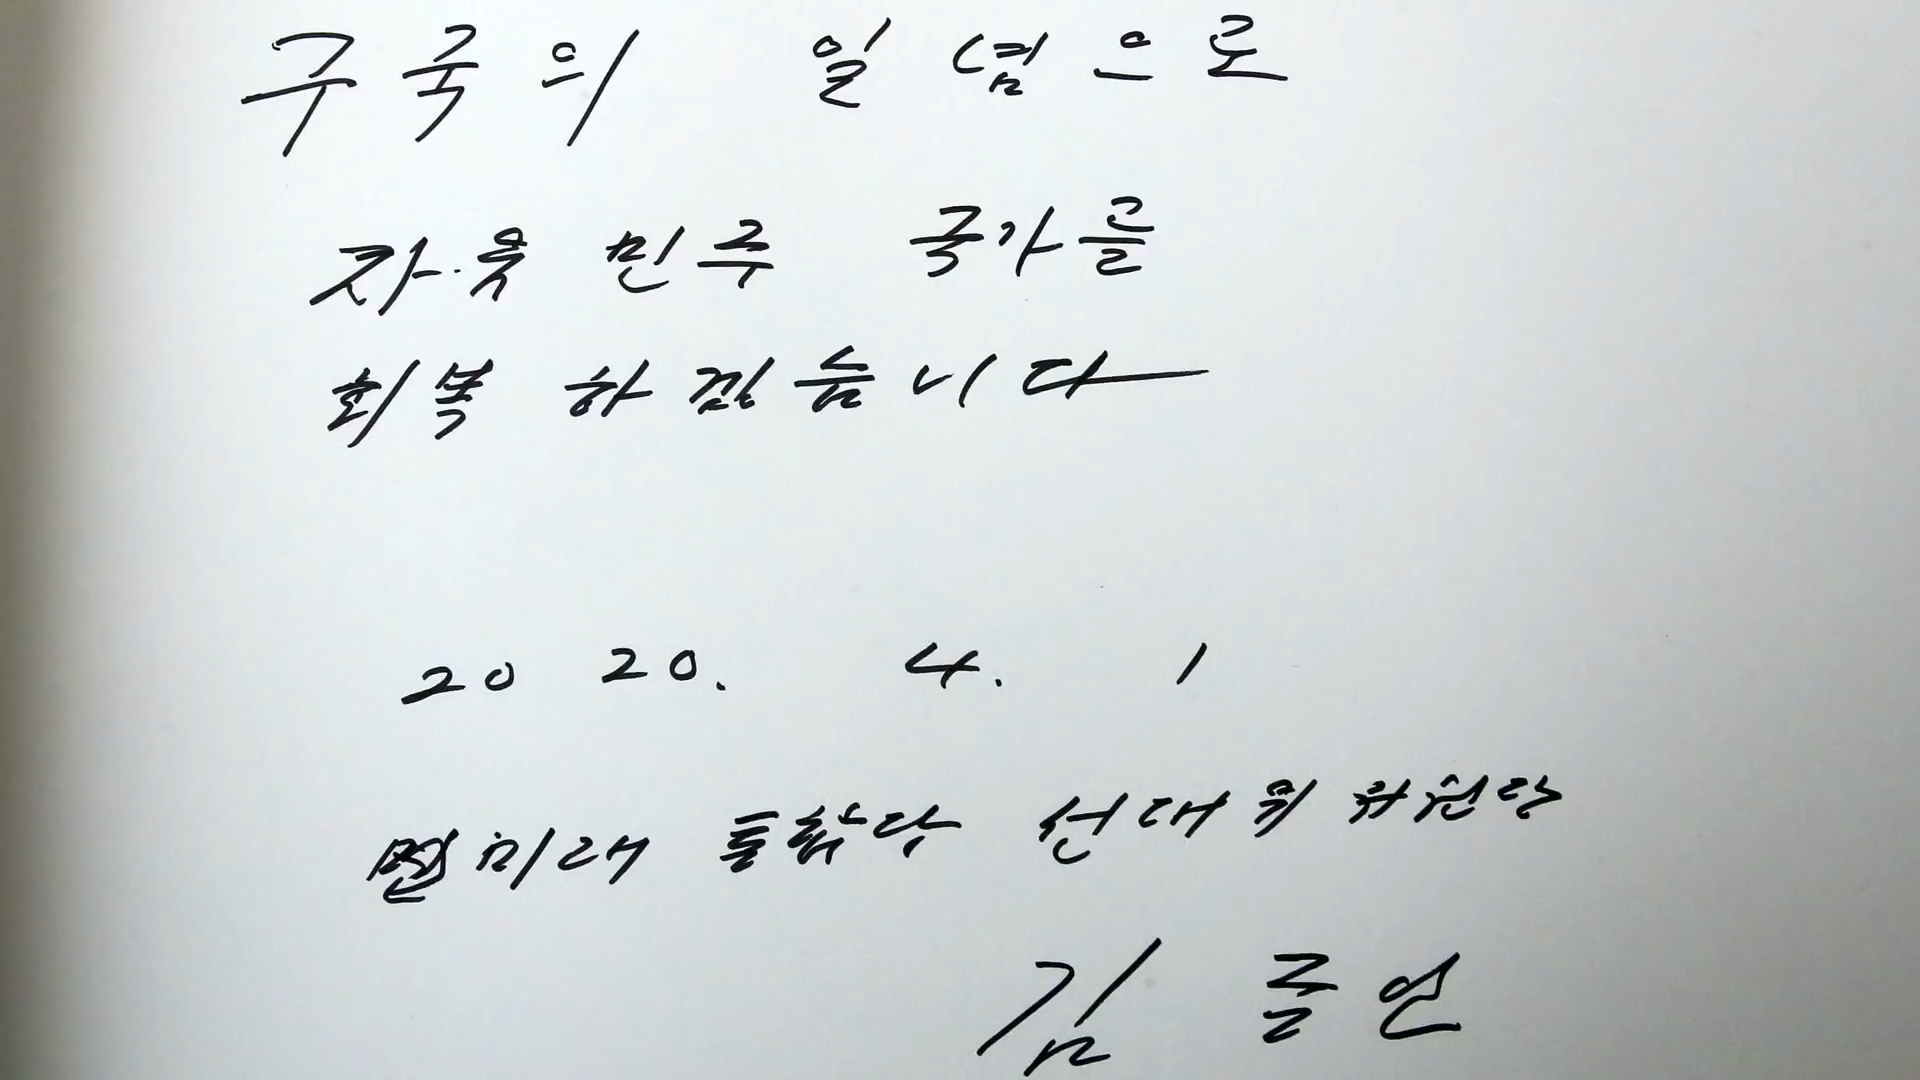 구국의 일념으로
자유 민주 국가를
회복 하겠습니다
2020. 4. 1
미래 통합당 선대위 위원장
김종인